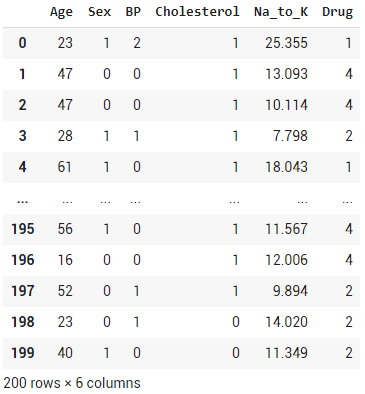 Age Sex BP Cholesterol Na_to_K Drug
0 23 1 2 1 25.355 1
1 47 0 0 1 13.093 4
2 47 0 0 1 10.114 4
3 28 1 1 1 7.798 2
4 61 1 0 1 18.043 1
... ... ... ... ... ... ...
195 56 1 0 1 11.567 4
196 16 0 0 1 12.006 4
197 52 0 1 1 9.894 2
198 23 0 1 0 14.020 2
199 40 1 0 0 11.349 2
200 rows × 6 columns